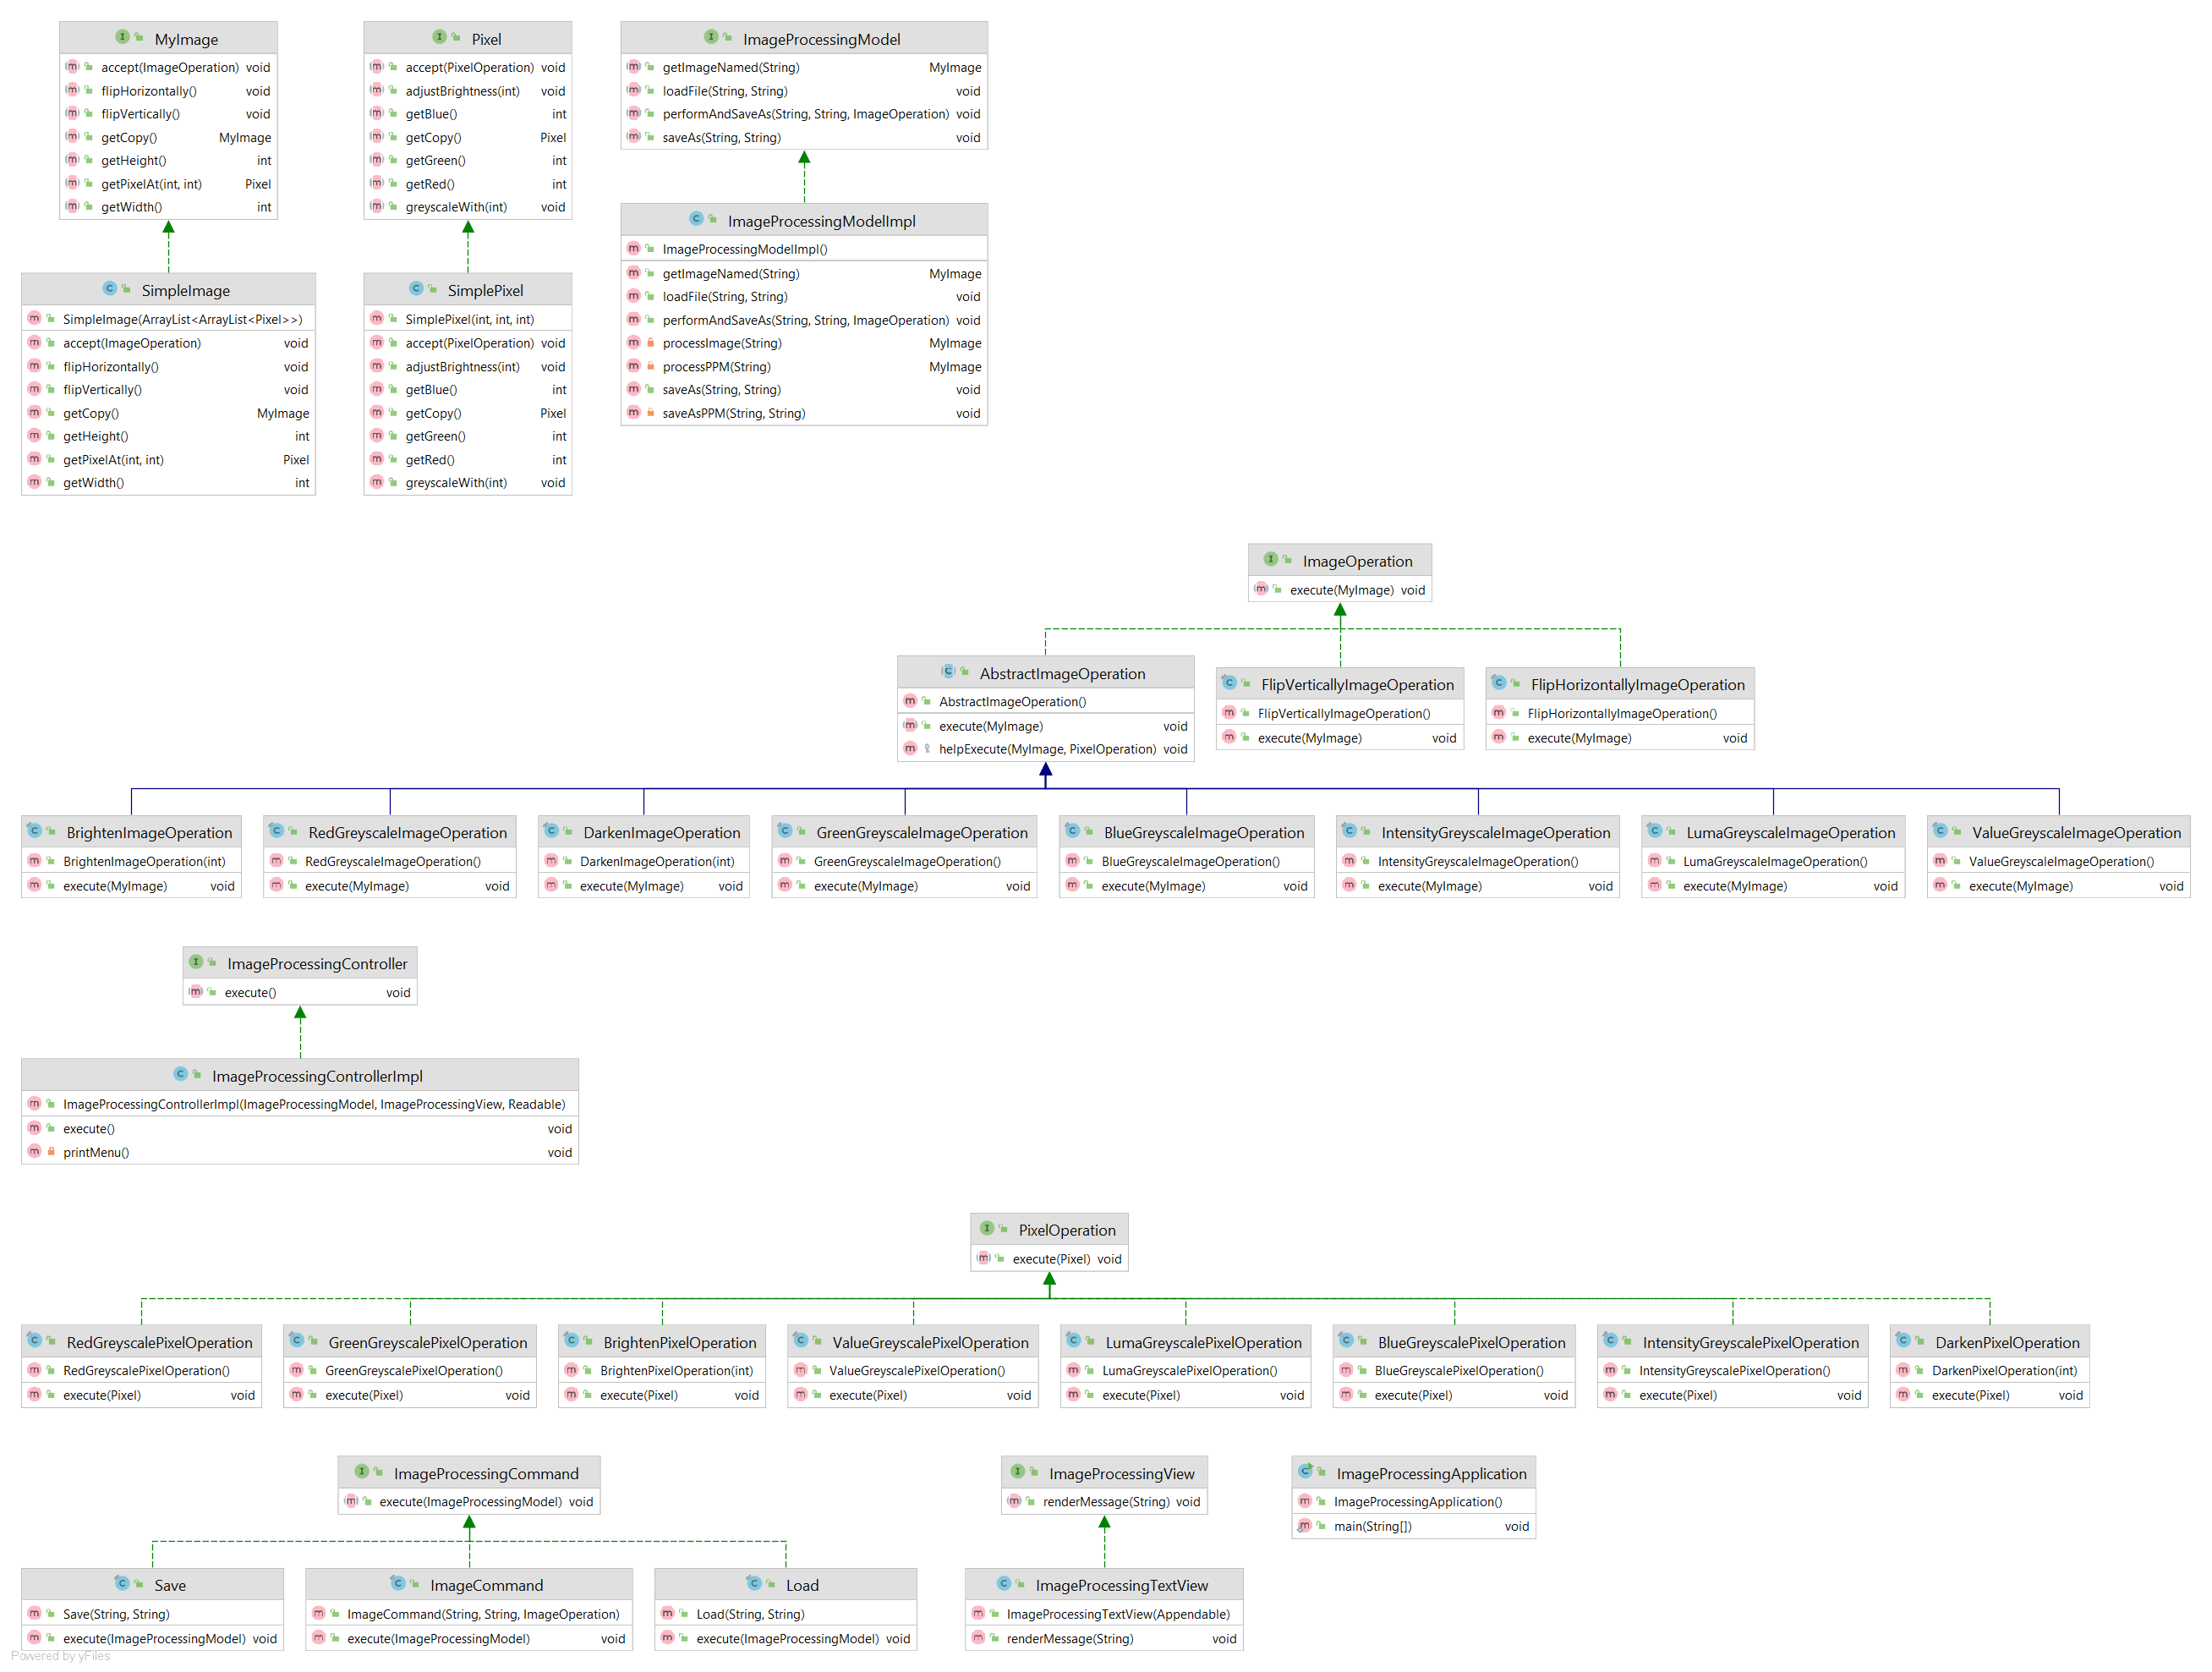 MyImage
accept(ImageOperation) void
flipHorizontally() void
flipVertically() void
getCopy() MyImage
getHeight() int
getPixelAt(int, int) Pixel
getWidth() int
Pixel
accept(PixelOperation) void
adjustBrightness(int) void
getBlue() int
getCopy() Pixel
getGreen() int
getRed() int
greyscaleWith(int) void
ImageProcessingModel
getImageNamed(String) MyImage
loadFile(String, String) void
performAndSaveAs(String, String, ImageOperation) void
saveAs(String, String) void
SimpleImage
SimpleImage(ArrayList<ArrayList<Pixel>>)
accept(ImageOperation) void
flipHorizontally() void
flipVertically() void
getCopy() MyImage
getHeight() int
getPixelAt(int, int) Pixel
getWidth() int
SimplePixel
SimplePixel(int, int, int)
accept(PixelOperation) void
adjustBrightness(int) void
getBlue() int
getCopy() Pixel
getGreen() int
getRed() int
greyscaleWith(int) void
ImageProcessingModelImpl
ImageProcessingModelImpl()
getImageNamed(String) MyImage
loadFile(String, String) void
performAndSaveAs(String, String, ImageOperation) void
processImage(String) MyImage
processPPM(String) MyImage
saveAs(String, String) void
saveAsPPM(String, String) void
ImageOperation
execute(MyImage) void
AbstractImageOperation
AbstractImageOperation()
execute(MyImage) void
helpExecute(MyImage, PixelOperation) void
FlipVerticallyImageOperation
FlipVerticallyImageOperation()
execute(MyImage) void
FlipHorizontallyImageOperation
FlipHorizontallyImageOperation()
execute(MyImage) void
BrightenImageOperation
BrightenImageOperation(int)
execute(MyImage) void
RedGreyscaleImageOperation
RedGreyscaleImageOperation()
execute(MyImage) void
DarkenImageOperation
DarkenImageOperation(int)
execute(MyImage) void
GreenGreyscaleImageOperation
GreenGreyscaleImageOperation()
execute(MyImage) void
BlueGreyscaleImageOperation
BlueGreyscaleImageOperation()
execute(MyImage) void
IntensityGreyscaleImageOperation
IntensityGreyscaleImageOperation()
execute(MyImage) void
LumaGreyscaleImageOperation
LumaGreyscaleImageOperation()
execute(MyImage) void
ValueGreyscaleImageOperation
ValueGreyscaleImageOperation()
execute(MyImage) void
ImageProcessingController
execute() void
ImageProcessingControllerImpl
ImageProcessingControllerImpl(ImageProcessingModel, ImageProcessingView, Readable)
execute() void
printMenu() void
PixelOperation
execute(Pixel) void
RedGreyscalePixelOperation
RedGreyscalePixelOperation()
execute(Pixel) void
GreenGreyscalePixelOperation
GreenGreyscalePixelOperation()
execute(Pixel) void
BrightenPixelOperation
BrightenPixelOperation(int)
execute(Pixel) void
ValueGreyscalePixelOperation
ValueGreyscalePixelOperation()
execute(Pixel) void
LumaGreyscalePixelOperation
LumaGreyscalePixelOperation()
execute(Pixel) void
BlueGreyscalePixelOperation
BlueGreyscalePixelOperation()
execute(Pixel) void
IntensityGreyscalePixelOperation
IntensityGreyscalePixelOperation()
execute(Pixel) void
DarkenPixelOperation
DarkenPixelOperation(int)
execute(Pixel) void
ImageProcessingCommand
execute(ImageProcessingModel) void
ImageProcessingView
renderMessage(String) void
ImageProcessingApplication
ImageProcessingApplication()
main(String[]) void
Save
Save(String, String)
execute(ImageProcessingModel) void
ImageCommand
ImageCommand(String, String, ImageOperation)
execute(ImageProcessingModel) void
Load
Load(String, String)
execute(ImageProcessingModel) void
ImageProcessingTextView
ImageProcessingTextView(Appendable)
renderMessage(String) void
Powered by yFiles